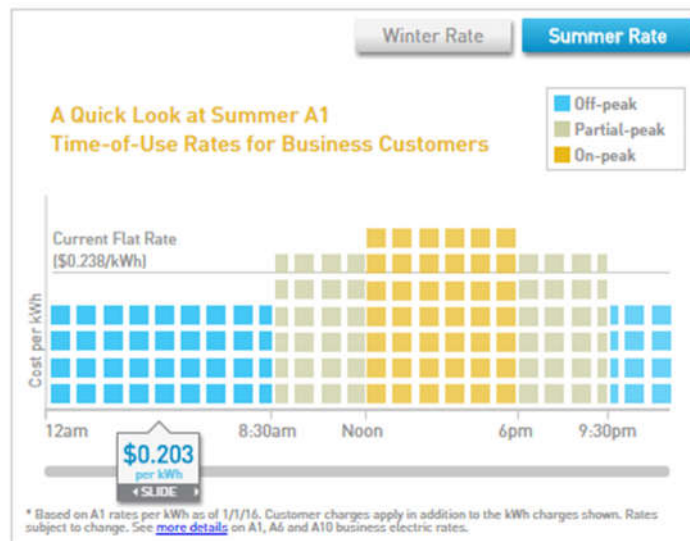 Winter Rate
Summer Rate
A Quick Look at Summer A1
Time-of-Use Rates for Business Customers
Off-peak
Partial-peak
On-peak
Current Flat Rate
($0.238/kWh)
Cost per kWh
12am
8:30am
Noon
6pm
9:30pm
$0.203
per kWh
SLIDE
* Based on A1 rates per kWh as of 1/1/16. Customer charges apply in addition to the kWh charges shown. Rates
subject to change. See more details on A1, A6 and A10 business electric rates.